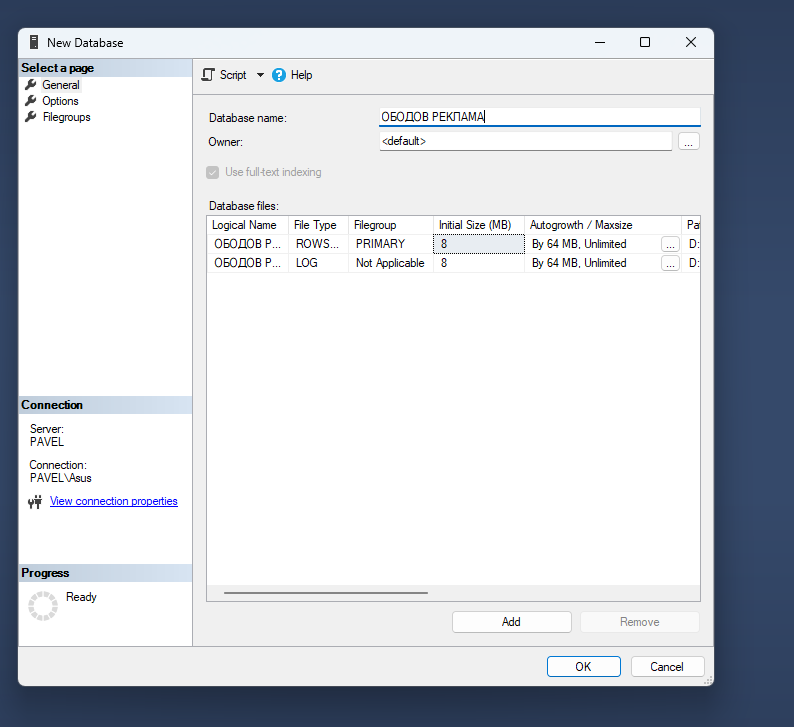 New Database
Select a page
General
Options
Filegroups
Script Help
Database name: ОБОДОВ РЕКЛАМА
Owner: <default> ...
Use full-text indexing
Database files:
Logical Name File Type Filegroup Initial Size (MB) Autogrowth / Maxsize Pa
ОБОДОВ Р... ROWS... PRIMARY 8 By 64 MB, Unlimited ... D:
ОБОДОВ Р... LOG Not Applicable 8 By 64 MB, Unlimited ... D:
Connection
Server:
PAVEL
Connection:
PAVEL\Asus
View connection properties
Progress
Ready
Add Remove
OK Cancel